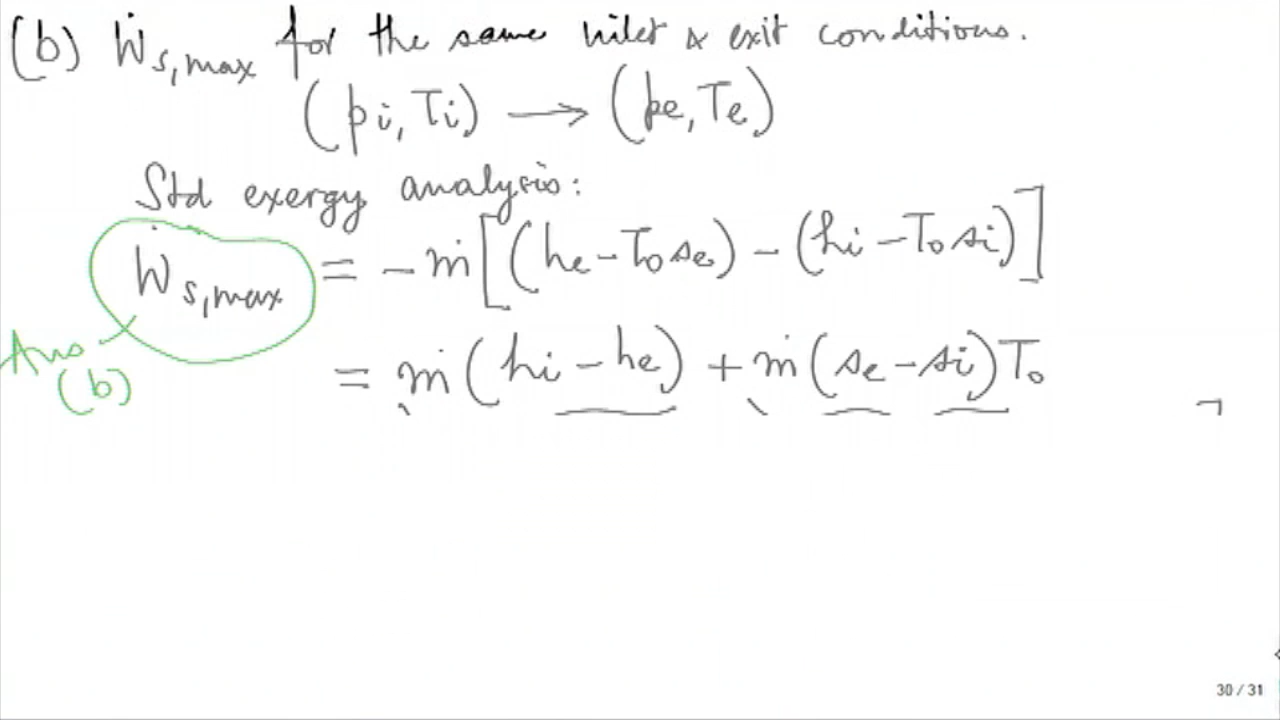 (b) Ẇs,max for the same inlet & exit conditions.
(pi, Ti) → (pe, Te)
Std exergy analysis:
Ẇs,max = -ṁ[(he - T₀se) - (hi - T₀si)]
= ṁ(hi - he) + ṁ(se - si)T₀
Ans
(b)
30 / 31